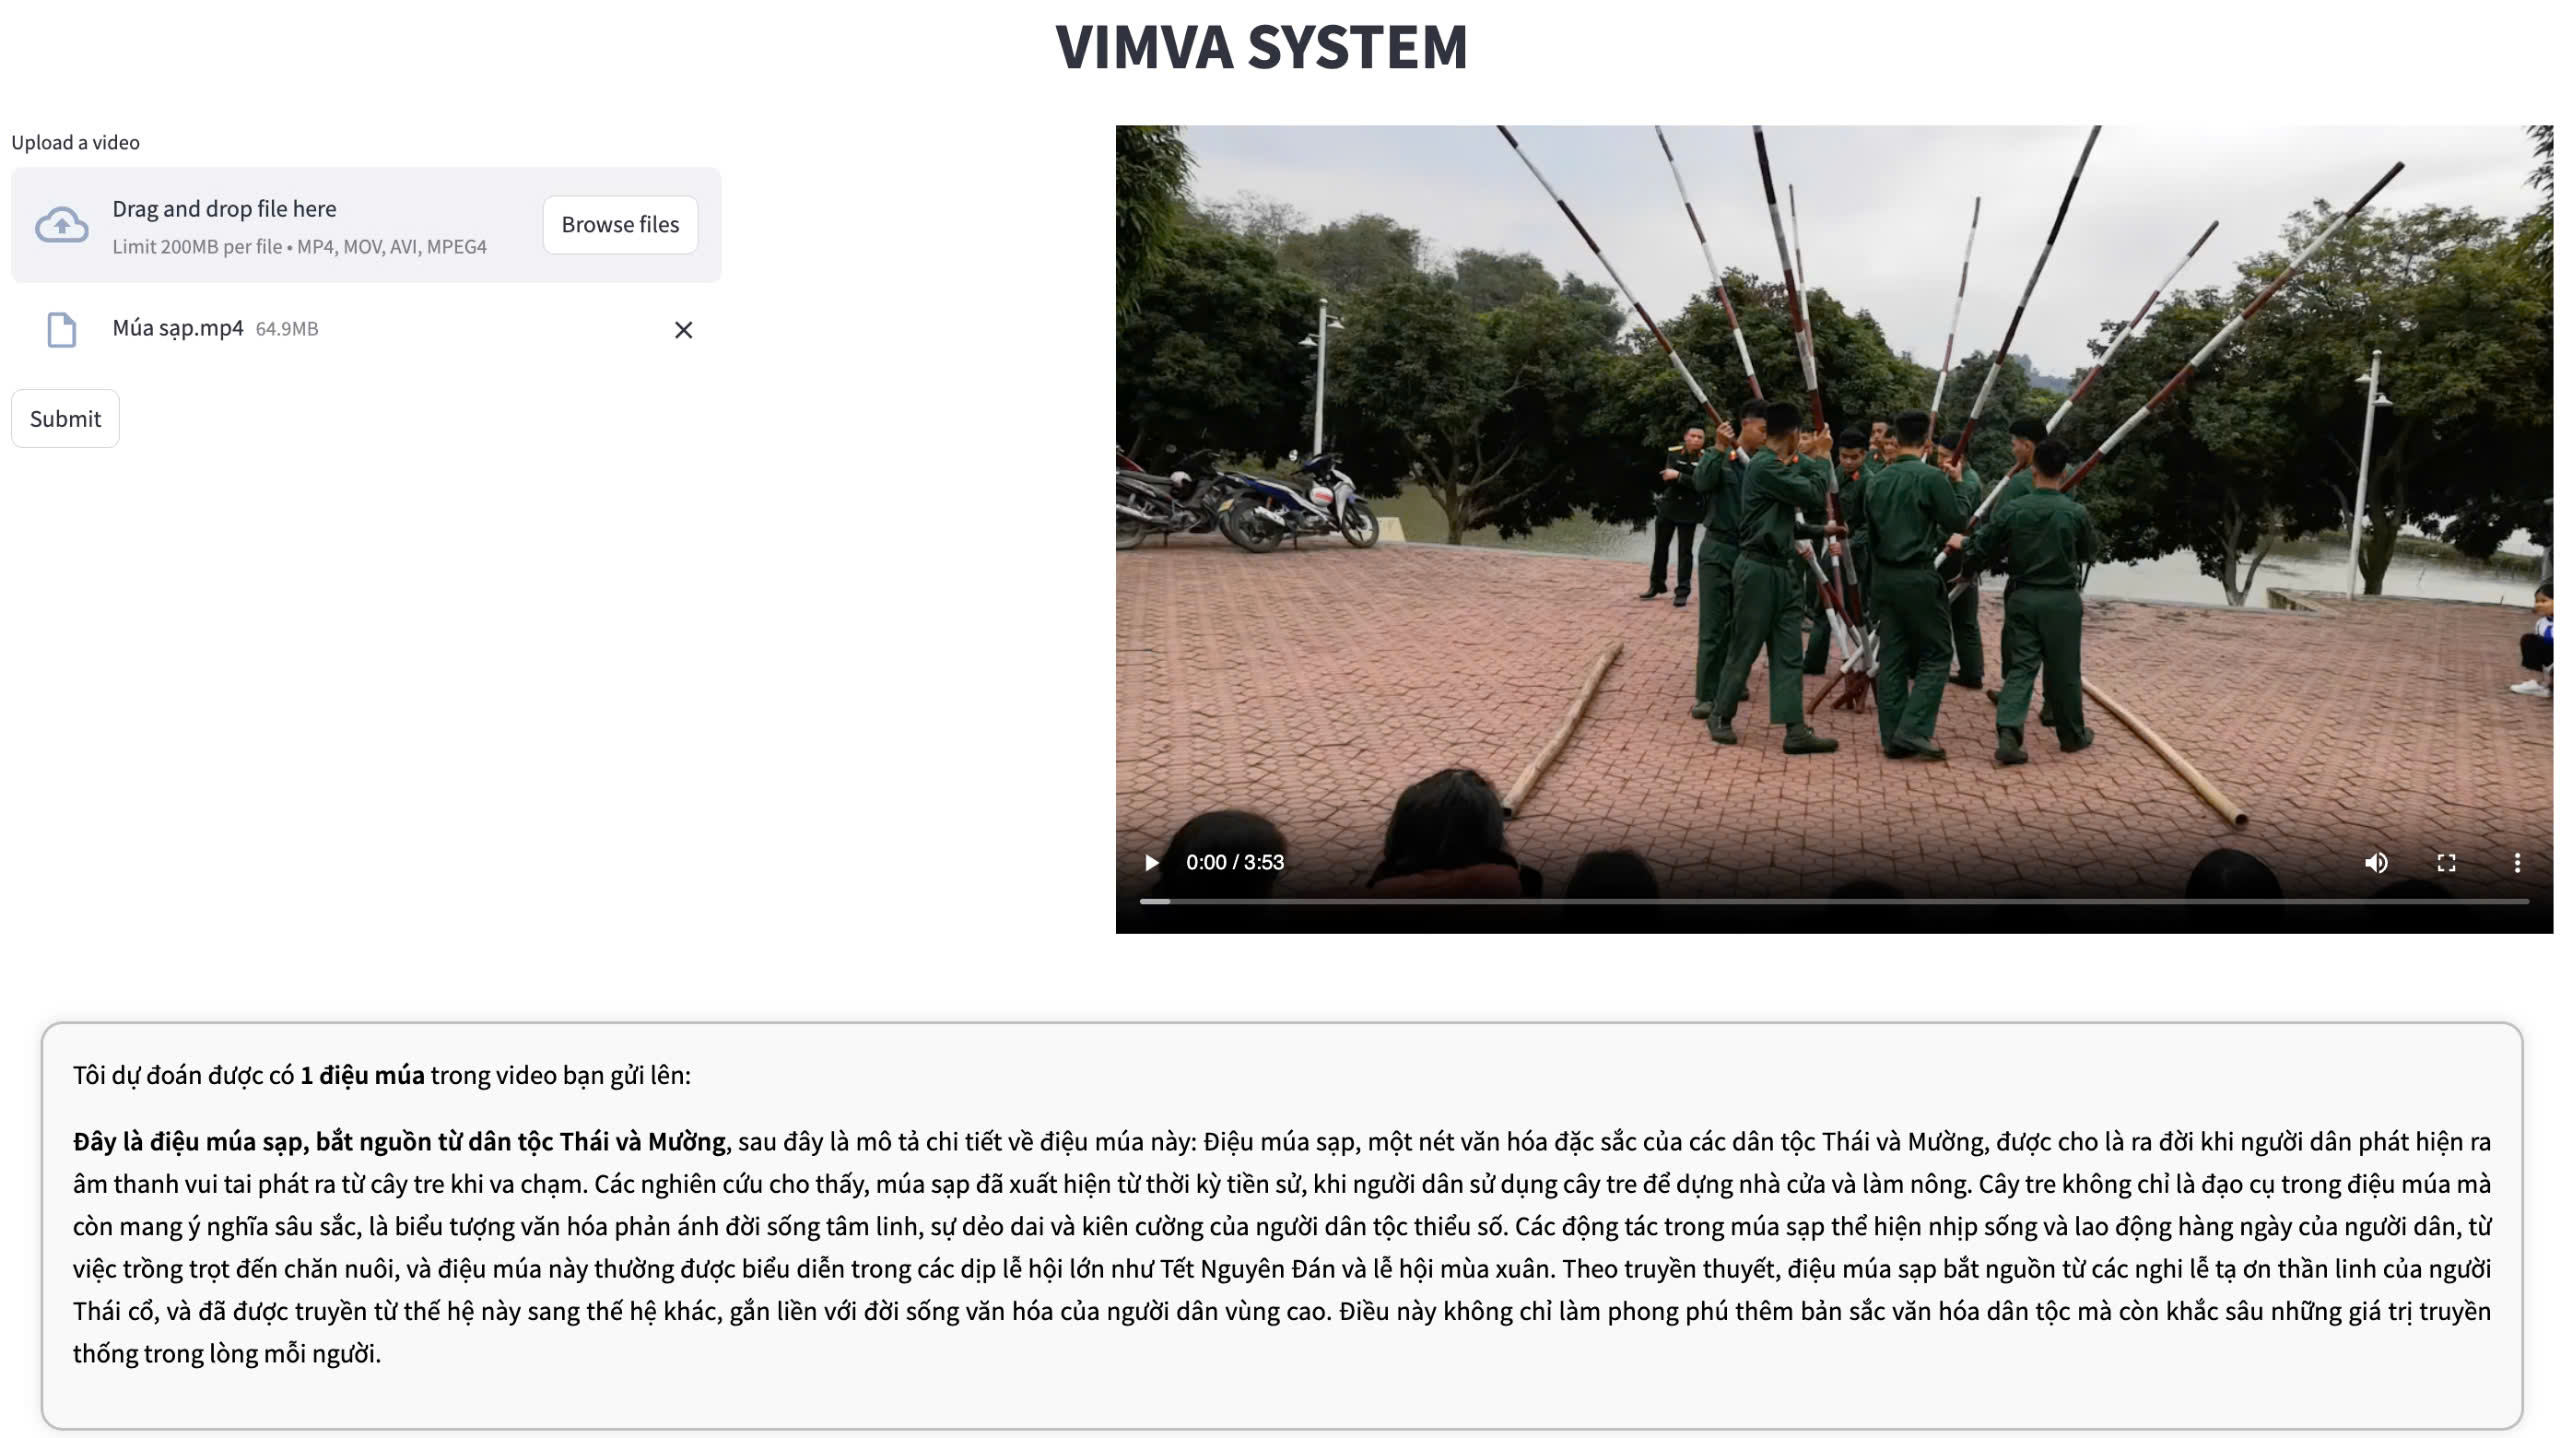 VIMVA SYSTEM
Upload a video
Drag and drop file here
Limit 200MB per file • MP4, MOV, AVI, MPEG4
Browse files
Múa sạp.mp4 64.9MB
Submit
0:00 / 3:53
Tôi dự đoán được có 1 điệu múa trong video bạn gửi lên:
Đây là điệu múa sạp, bắt nguồn từ dân tộc Thái và Mường, sau đây là mô tả chi tiết về điệu múa này: Điệu múa sạp, một nét văn hóa đặc sắc của các dân tộc Thái và Mường, được cho là ra đời khi người dân phát hiện ra
âm thanh vui tai phát ra từ cây tre khi va chạm. Các nghiên cứu cho thấy, múa sạp đã xuất hiện từ thời kỳ tiền sử, khi người dân sử dụng cây tre để dựng nhà cửa và làm nông. Cây tre không chỉ là đạo cụ trong điệu múa mà
còn mang ý nghĩa sâu sắc, là biểu tượng văn hóa phản ánh đời sống tâm linh, sự dẻo dai và kiên cường của người dân tộc thiểu số. Các động tác trong múa sạp thể hiện nhịp sống và lao động hàng ngày của người dân, từ
việc trồng trọt đến chăn nuôi, và điệu múa này thường được biểu diễn trong các dịp lễ hội lớn như Tết Nguyên Đán và lễ hội mùa xuân. Theo truyền thuyết, điệu múa sạp bắt nguồn từ các nghi lễ tạ ơn thần linh của người
Thái cổ, và đã được truyền từ thế hệ này sang thế hệ khác, gắn liền với đời sống văn hóa của người dân vùng cao. Điều này không chỉ làm phong phú thêm bản sắc văn hóa dân tộc mà còn khắc sâu những giá trị truyền
thống trong lòng mỗi người.